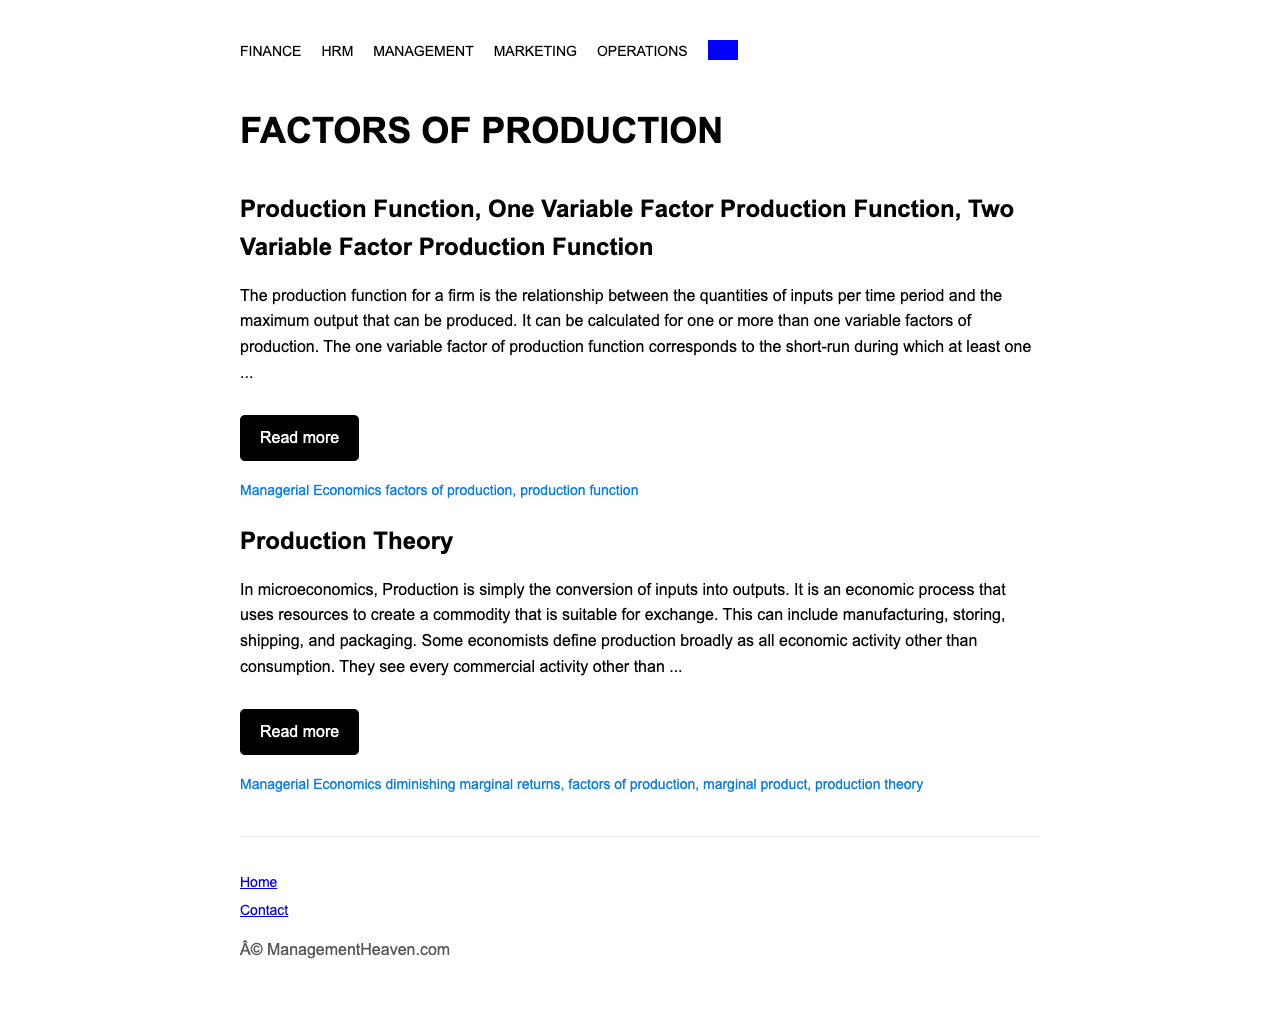 FINANCE HRM MANAGEMENT MARKETING OPERATIONS
FACTORS OF PRODUCTION
Production Function, One Variable Factor Production Function, Two
Variable Factor Production Function
The production function for a firm is the relationship between the quantities of inputs per time period and the
maximum output that can be produced. It can be calculated for one or more than one variable factors of
production. The one variable factor of production function corresponds to the short-run during which at least one
...
Read more
Managerial Economics factors of production, production function
Production Theory
In microeconomics, Production is simply the conversion of inputs into outputs. It is an economic process that
uses resources to create a commodity that is suitable for exchange. This can include manufacturing, storing,
shipping, and packaging. Some economists define production broadly as all economic activity other than
consumption. They see every commercial activity other than ...
Read more
Managerial Economics diminishing marginal returns, factors of production, marginal product, production theory
Home
Contact
Â© ManagementHeaven.com